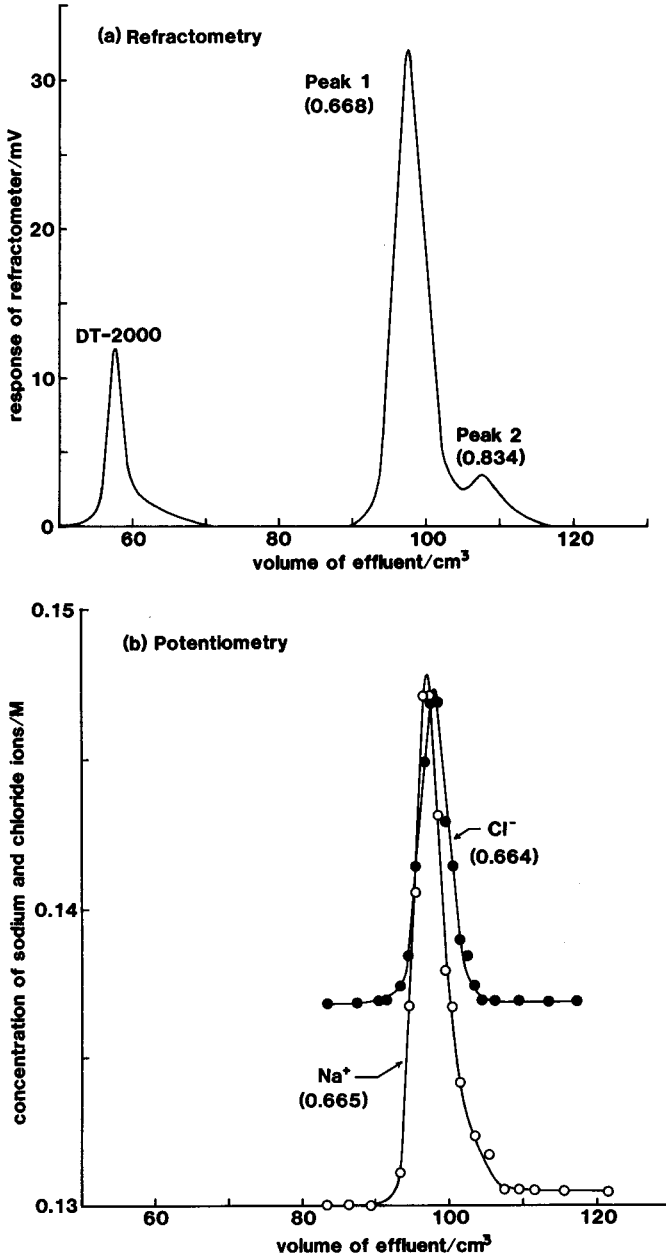 (a) Refractometry
response of refractometer/mV
30
20
10
0
DT-2000
Peak 1
(0.668)
Peak 2
(0.834)
60
80
100
120
volume of effluent/cm³
(b) Potentiometry
concentration of sodium and chloride ions/M
0.15
0.14
0.13
Cl⁻
(0.664)
Na⁺
(0.665)
60
80
100
120
volume of effluent/cm³